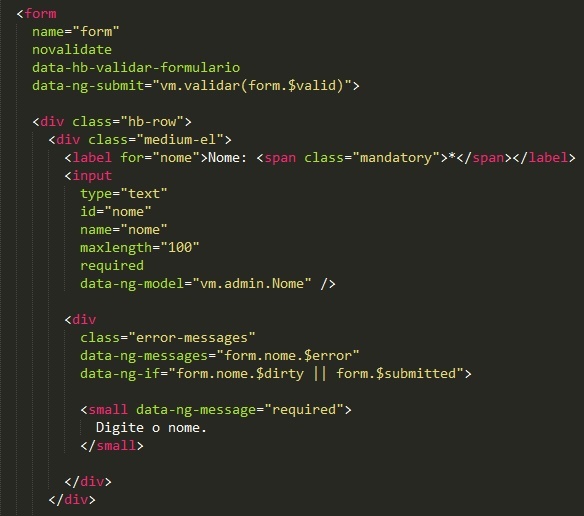 <form
name="form"
novalidate
data-hb-validar-formulario
data-ng-submit="vm.validar(form.$valid)">
<div class="hb-row">
<div class="medium-el">
<label for="nome">Nome: <span class="mandatory">*</span></label>
<input
type="text"
id="nome"
name="nome"
maxlength="100"
required
data-ng-model="vm.admin.Nome" />
<div
class="error-messages"
data-ng-messages="form.nome.$error"
data-ng-if="form.nome.$dirty || form.$submitted">
<small data-ng-message="required">
Digite o nome.
</small>
</div>
</div>